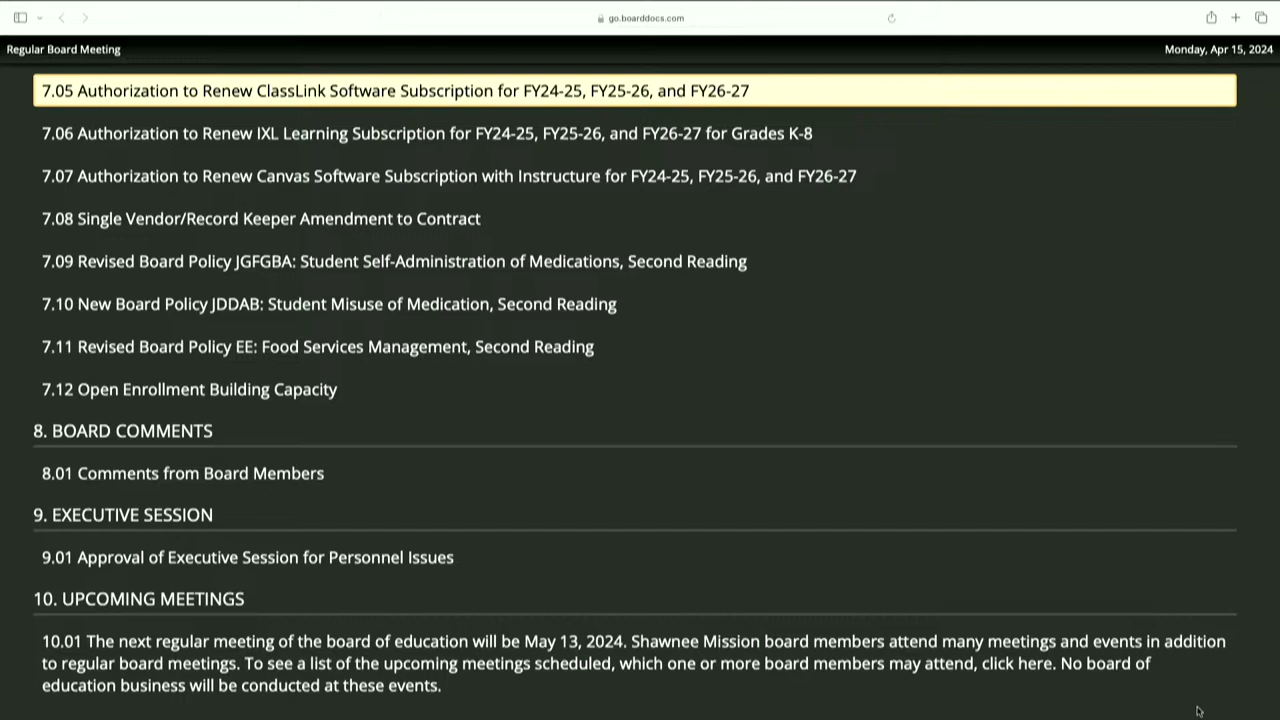 go.boarddocs.com
Regular Board Meeting
Monday, Apr 15, 2024
7.05 Authorization to Renew ClassLink Software Subscription for FY24-25, FY25-26, and FY26-27
7.06 Authorization to Renew IXL Learning Subscription for FY24-25, FY25-26, and FY26-27 for Grades K-8
7.07 Authorization to Renew Canvas Software Subscription with Instructure for FY24-25, FY25-26, and FY26-27
7.08 Single Vendor/Record Keeper Amendment to Contract
7.09 Revised Board Policy JGFGBA: Student Self-Administration of Medications, Second Reading
7.10 New Board Policy JDDAB: Student Misuse of Medication, Second Reading
7.11 Revised Board Policy EE: Food Services Management, Second Reading
7.12 Open Enrollment Building Capacity
8. BOARD COMMENTS
8.01 Comments from Board Members
9. EXECUTIVE SESSION
9.01 Approval of Executive Session for Personnel Issues
10. UPCOMING MEETINGS
10.01 The next regular meeting of the board of education will be May 13, 2024. Shawnee Mission board members attend many meetings and events in addition
to regular board meetings. To see a list of the upcoming meetings scheduled, which one or more board members may attend, click here. No board of
education business will be conducted at these events.